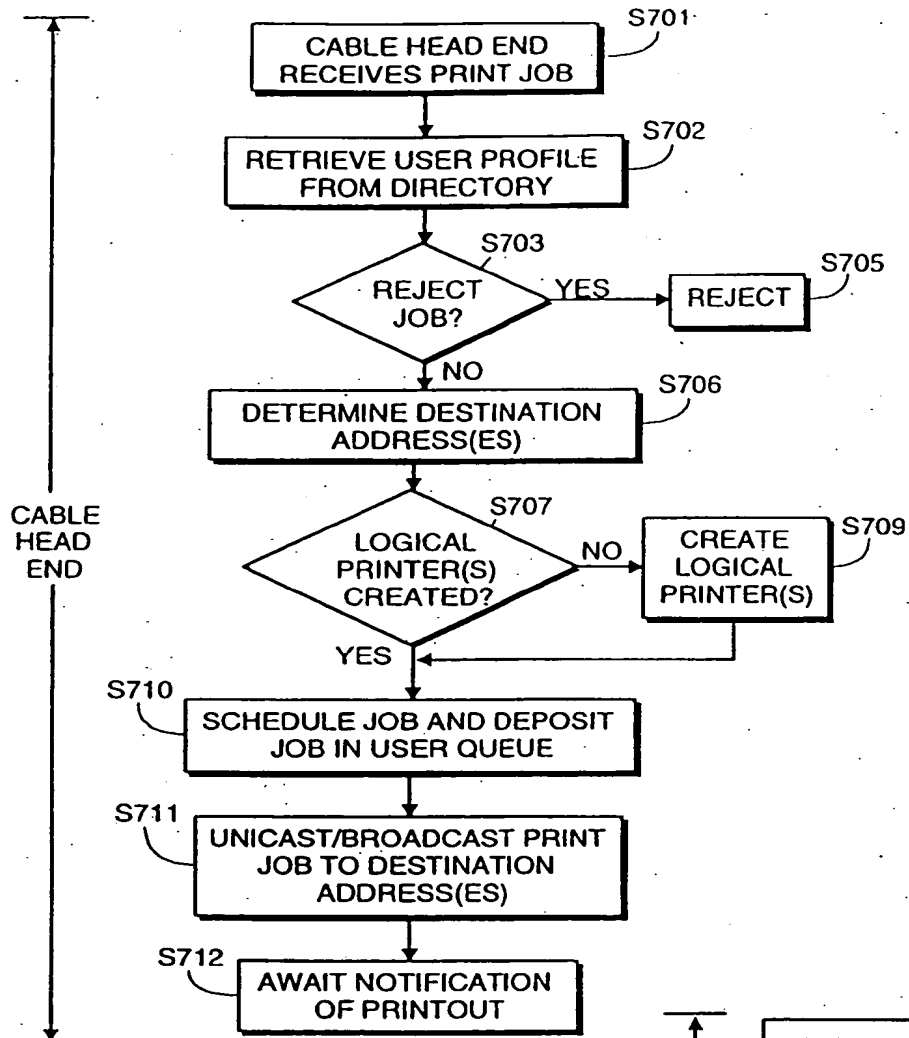 S701
CABLE HEAD END
RECEIVES PRINT JOB
S702
RETRIEVE USER PROFILE
FROM DIRECTORY
S703
REJECT
JOB?
YES
S705
REJECT
NO
S706
DETERMINE DESTINATION
ADDRESS(ES)
CABLE
HEAD
END
S707
LOGICAL
PRINTER(S)
CREATED?
NO
S709
CREATE
LOGICAL
PRINTER(S)
YES
S710
SCHEDULE JOB AND DEPOSIT
JOB IN USER QUEUE
S711
UNICAST/BROADCAST PRINT
JOB TO DESTINATION
ADDRESS(ES)
S712
AWAIT NOTIFICATION
OF PRINTOUT